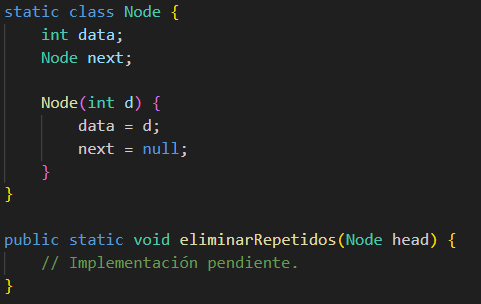 static class Node {
    int data;
    Node next;

    Node(int d) {
        data = d;
        next = null;
    }
}

public static void eliminarRepetidos(Node head) {
    // Implementación pendiente.
}